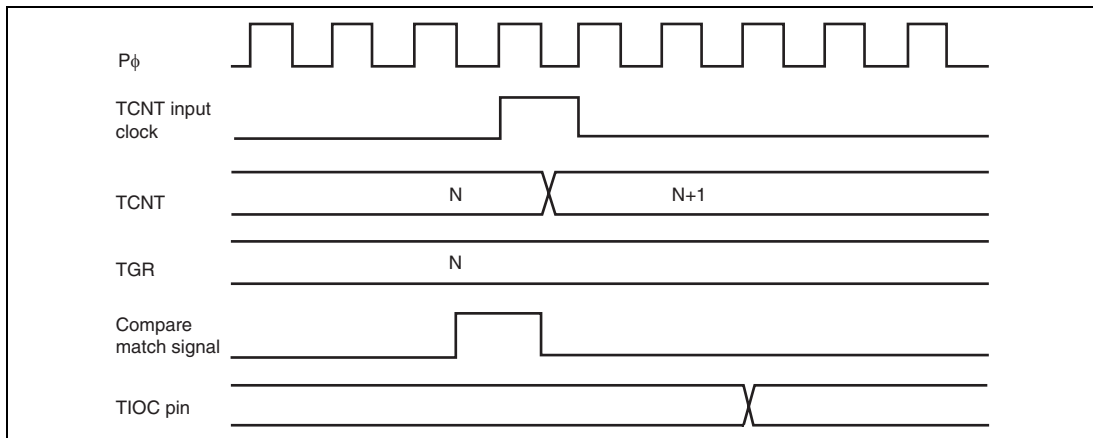 Pϕ
TCNT input
clock
TCNT
N
N+1
TGR
N
Compare
match signal
TIOC pin